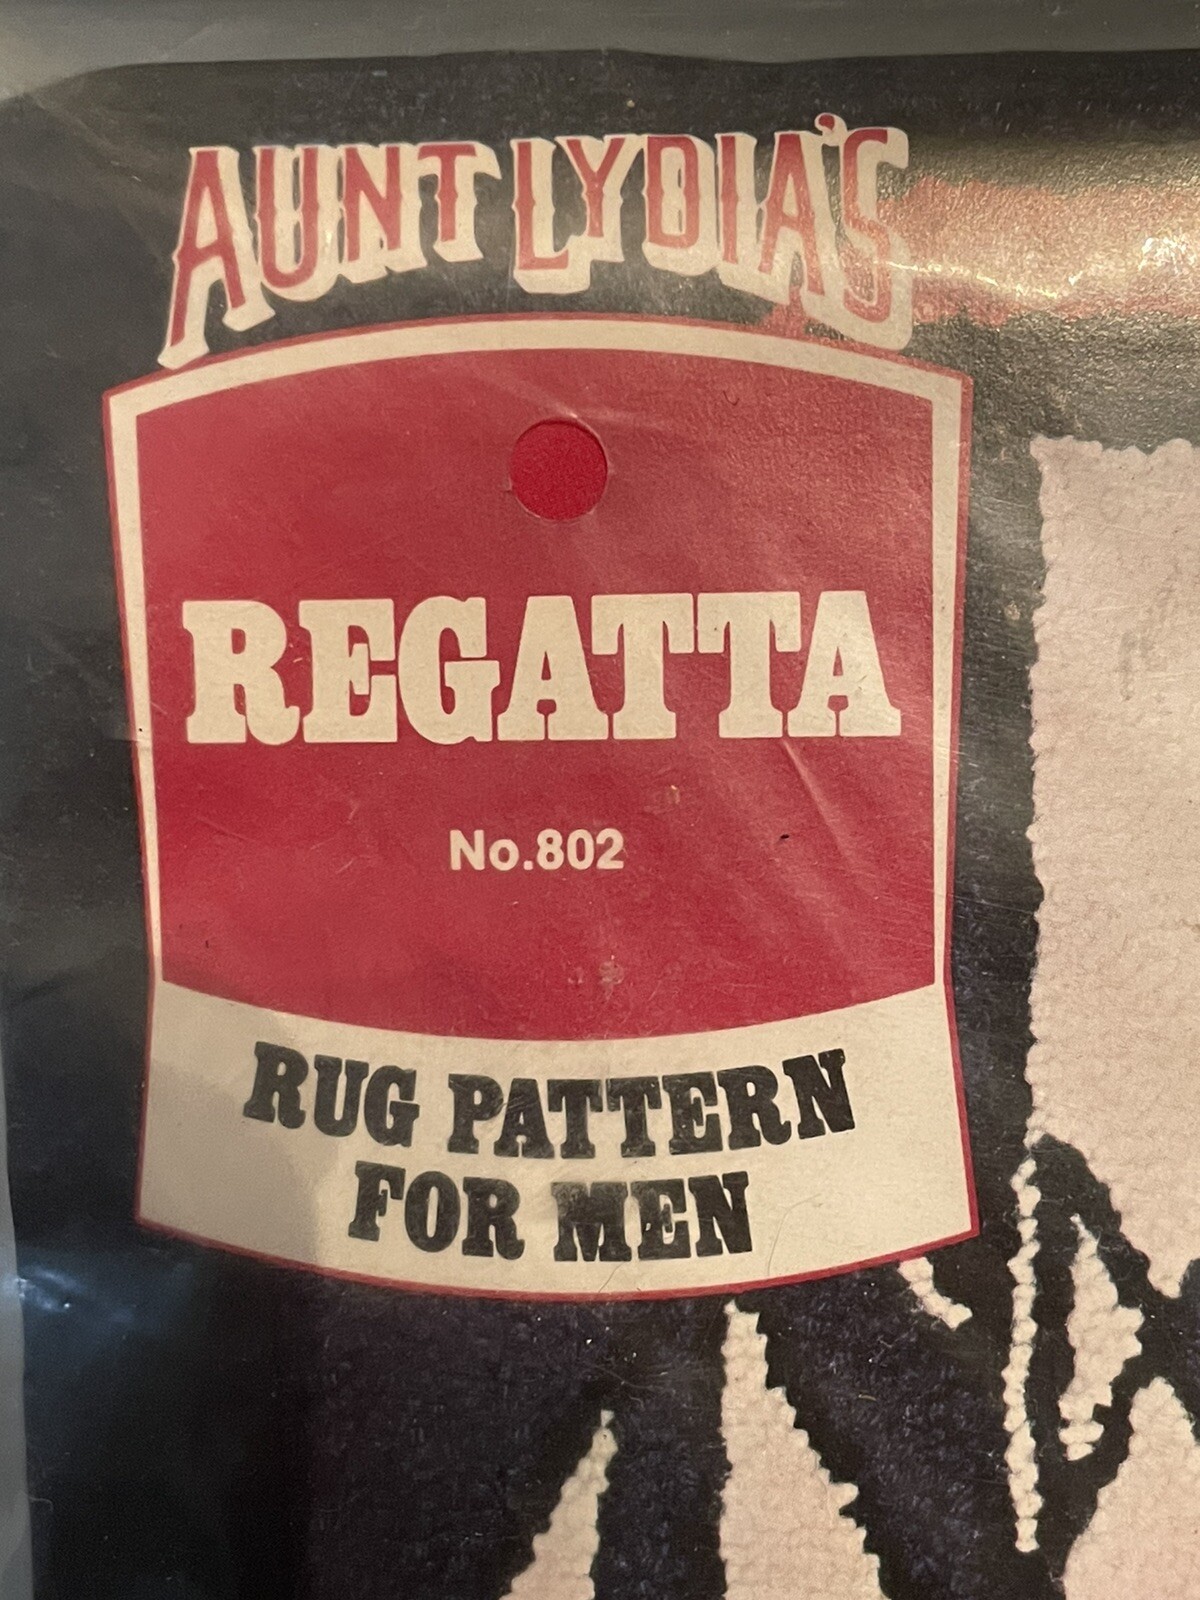 AUNT LYDIA'S
REGATTA
No.802
RUG PATTERN
FOR MEN